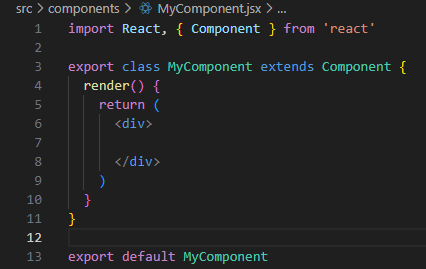 src > components > MyComponent.jsx > ...
1 import React, { Component } from 'react'
2
3 export class MyComponent extends Component {
4   render() {
5     return (
6       <div>
7
8       </div>
9     )
10   }
11 }
12
13 export default MyComponent